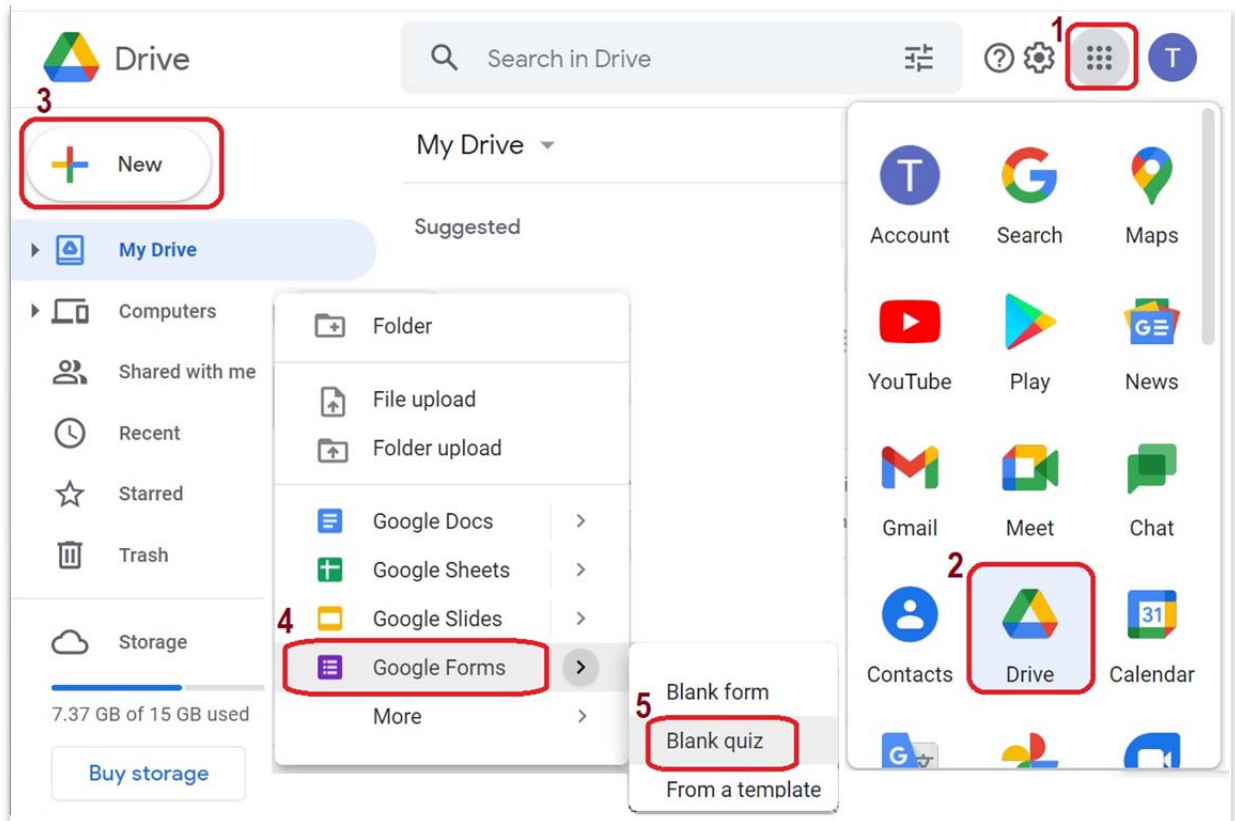 Drive
Search in Drive
1
T
3
New
My Drive
Suggested
My Drive
Computers
Shared with me
Recent
Starred
Trash
Storage
7.37 GB of 15 GB used
Buy storage
Folder
File upload
Folder upload
Google Docs
Google Sheets
4
Google Slides
Google Forms
More
Blank form
5
Blank quiz
From a template
T
Account
Search
Maps
YouTube
Play
G
News
Gmail
Meet
Chat
2
31
Contacts
Drive
Calendar
G